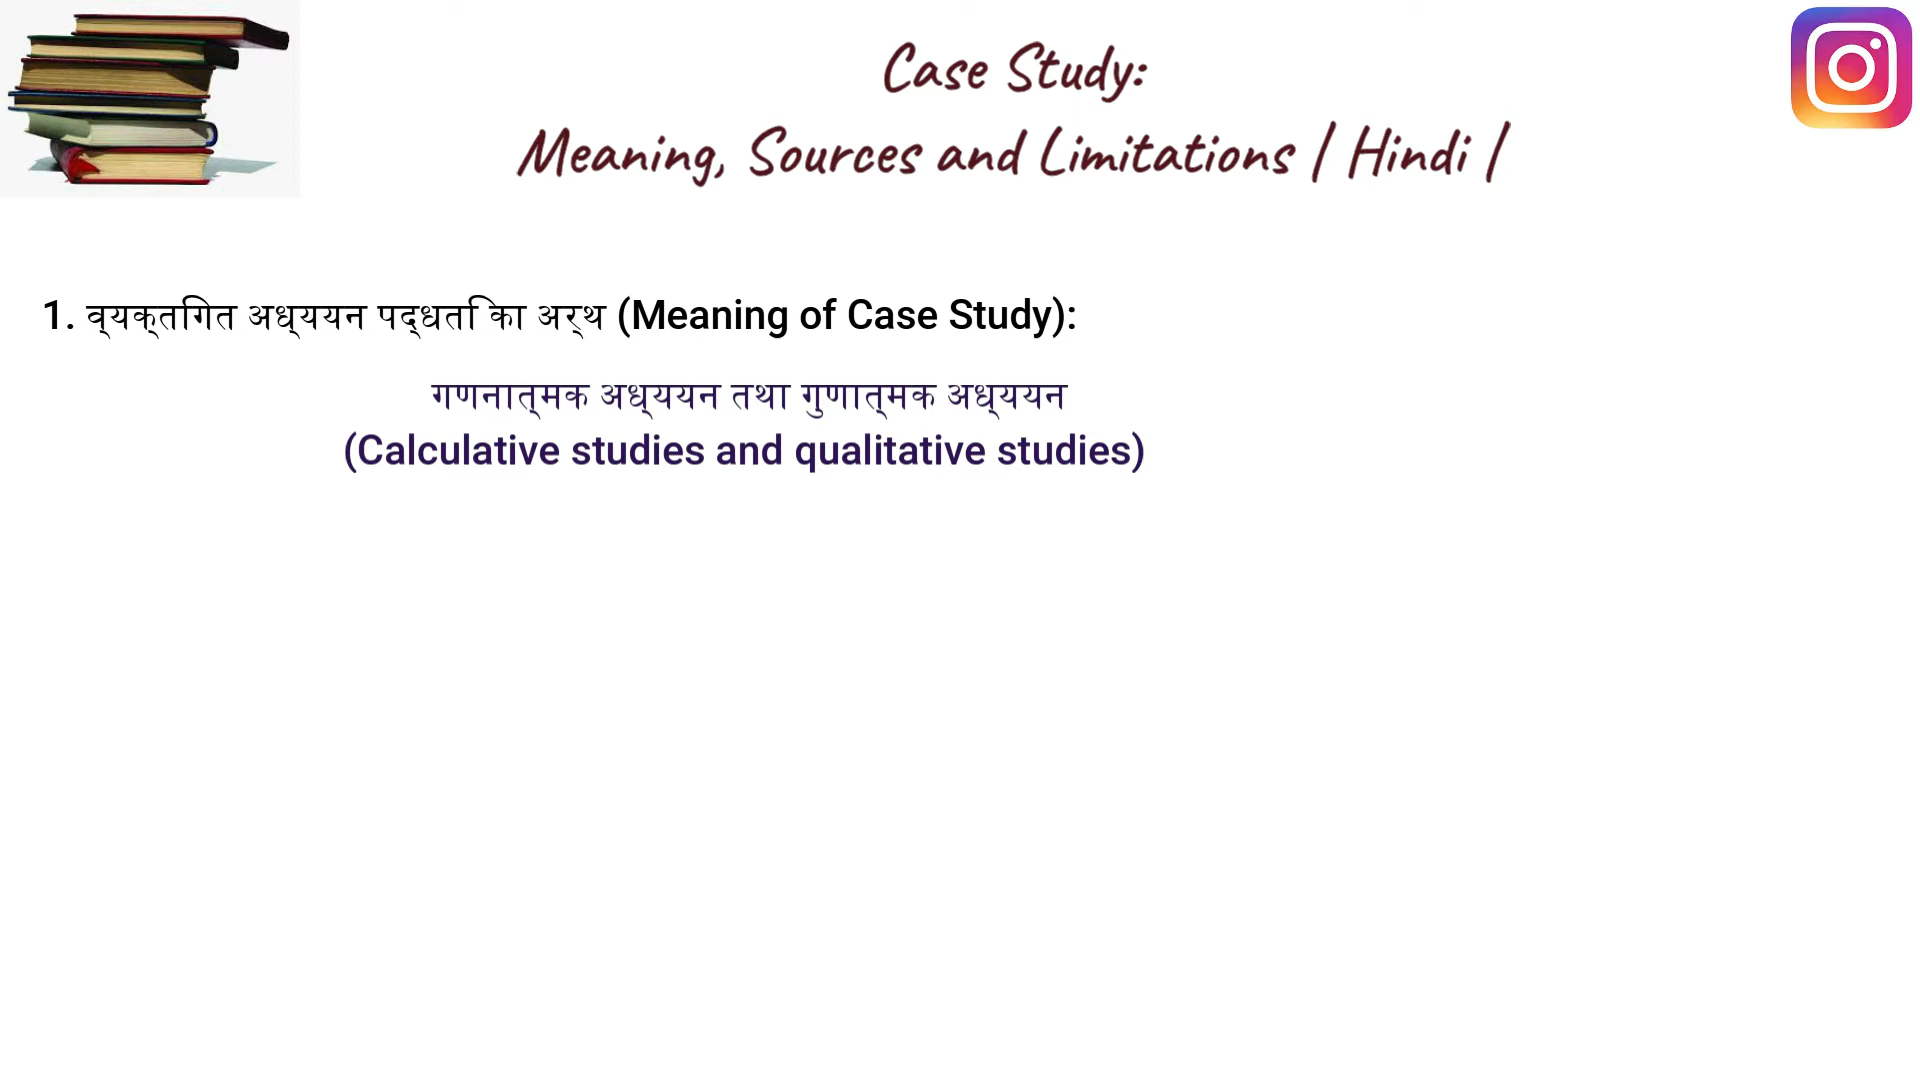 Case Study:
Meaning, Sources and Limitations | Hindi |
1. व्यक्तिगत अध्ययन पद्धति का अर्थ (Meaning of Case Study):
गणनात्मक अध्ययन तथा गुणात्मक अध्ययन
(Calculative studies and qualitative studies)